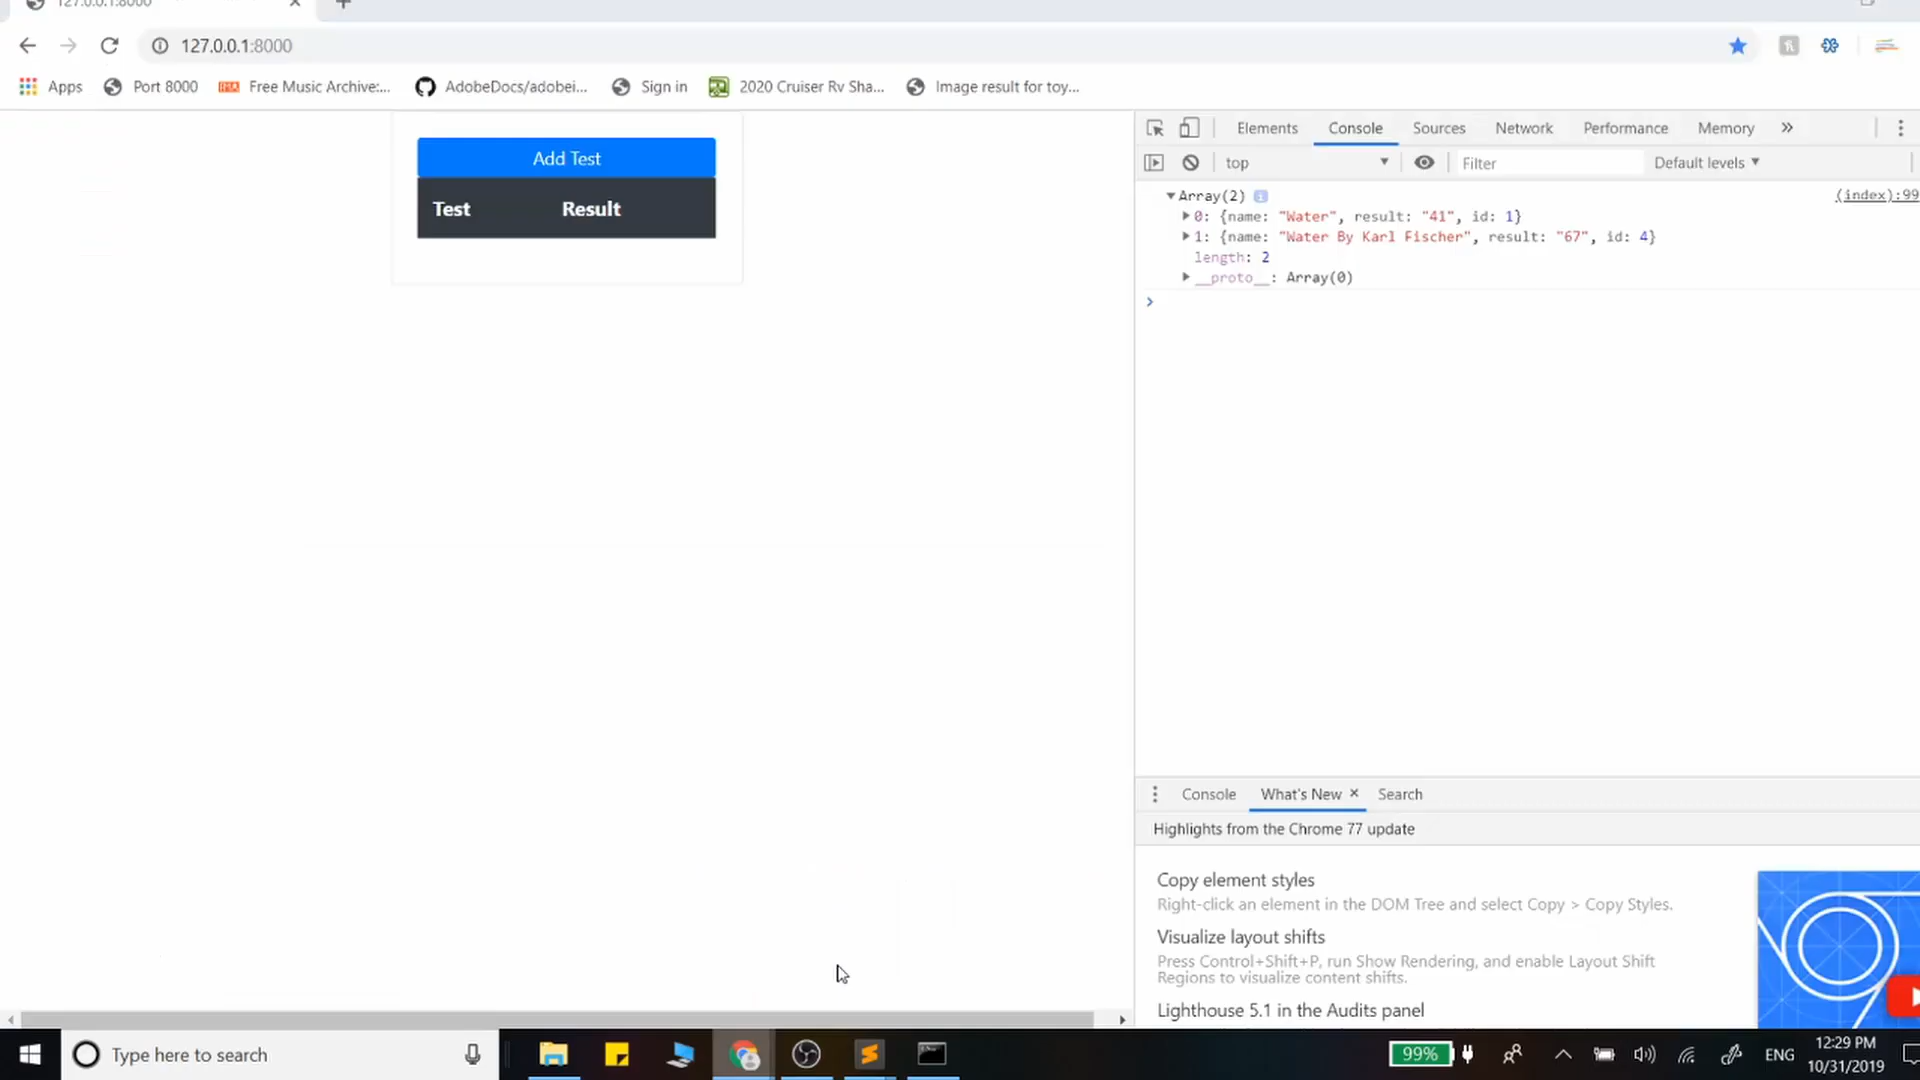 127.0.0.1:8000
127.0.0.1:8000
Apps Port 8000 Free Music Archive:... AdobeDocs/adobei... Sign in 2020 Cruiser Rv Sha... Image result for toy...
Add Test
Test Result
Elements Console Sources Network Performance Memory »
top Filter Default levels
Array(2) (index):99
0: {name: "Water", result: "41", id: 1}
1: {name: "Water By Karl Fischer", result: "67", id: 4}
length: 2
__proto__: Array(0)
Console What's New × Search
Highlights from the Chrome 77 update
Copy element styles
Right-click an element in the DOM Tree and select Copy > Copy Styles.
Visualize layout shifts
Press Control+Shift+P, run Show Rendering, and enable Layout Shift
Regions to visualize content shifts.
Lighthouse 5.1 in the Audits panel
Type here to search
99% ENG 12:29 PM
10/31/2019